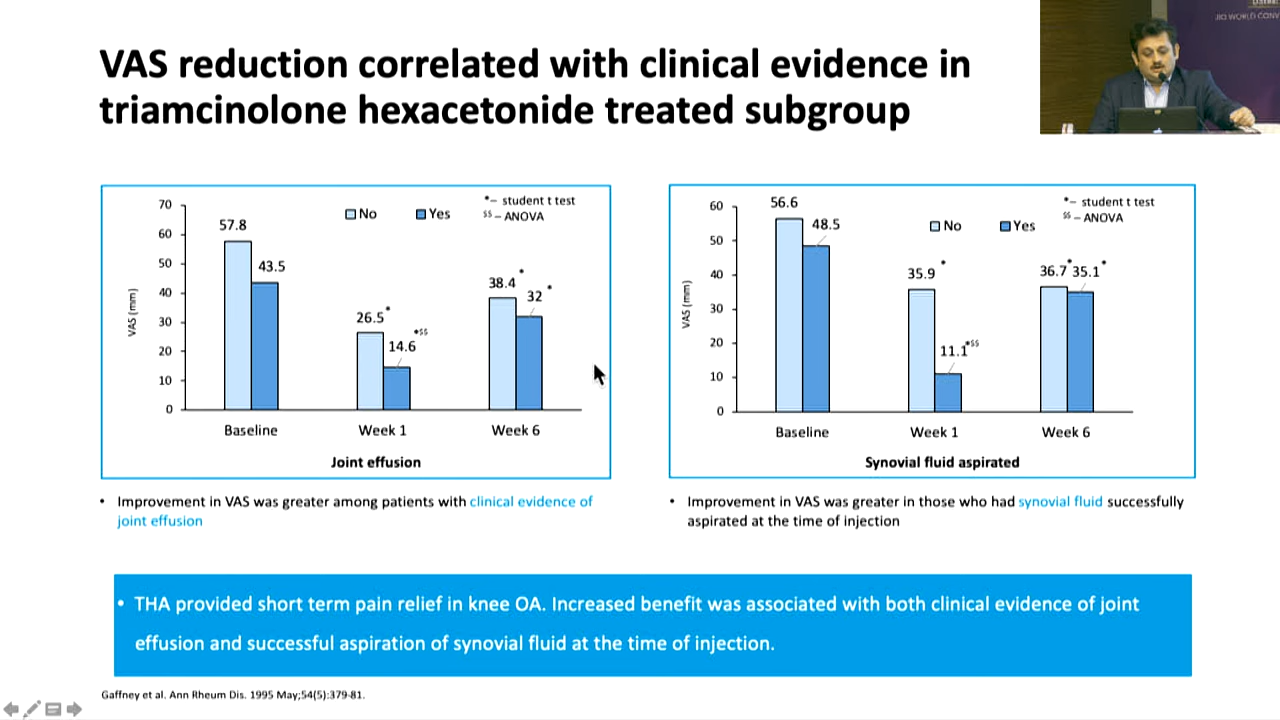 VAS reduction correlated with clinical evidence in
triamcinolone hexacetonide treated subgroup
JIO WORLD CONV
70
60
50
40
30
20
10
0
VAS (mm)
No
Yes
*– student t test
$$ – ANOVA
57.8
43.5
26.5*
14.6*$$
38.4*
32*
Baseline
Week 1
Week 6
Joint effusion
60
50
40
30
20
10
0
VAS (mm)
No
Yes
*– student t test
$$ – ANOVA
56.6
48.5
35.9*
11.1*$$
36.7*
35.1*
Baseline
Week 1
Week 6
Synovial fluid aspirated
• Improvement in VAS was greater among patients with clinical evidence of
joint effusion
• Improvement in VAS was greater in those who had synovial fluid successfully
aspirated at the time of injection
• THA provided short term pain relief in knee OA. Increased benefit was associated with both clinical evidence of joint
effusion and successful aspiration of synovial fluid at the time of injection.
Gaffney et al. Ann Rheum Dis. 1995 May;54(5):379-81.